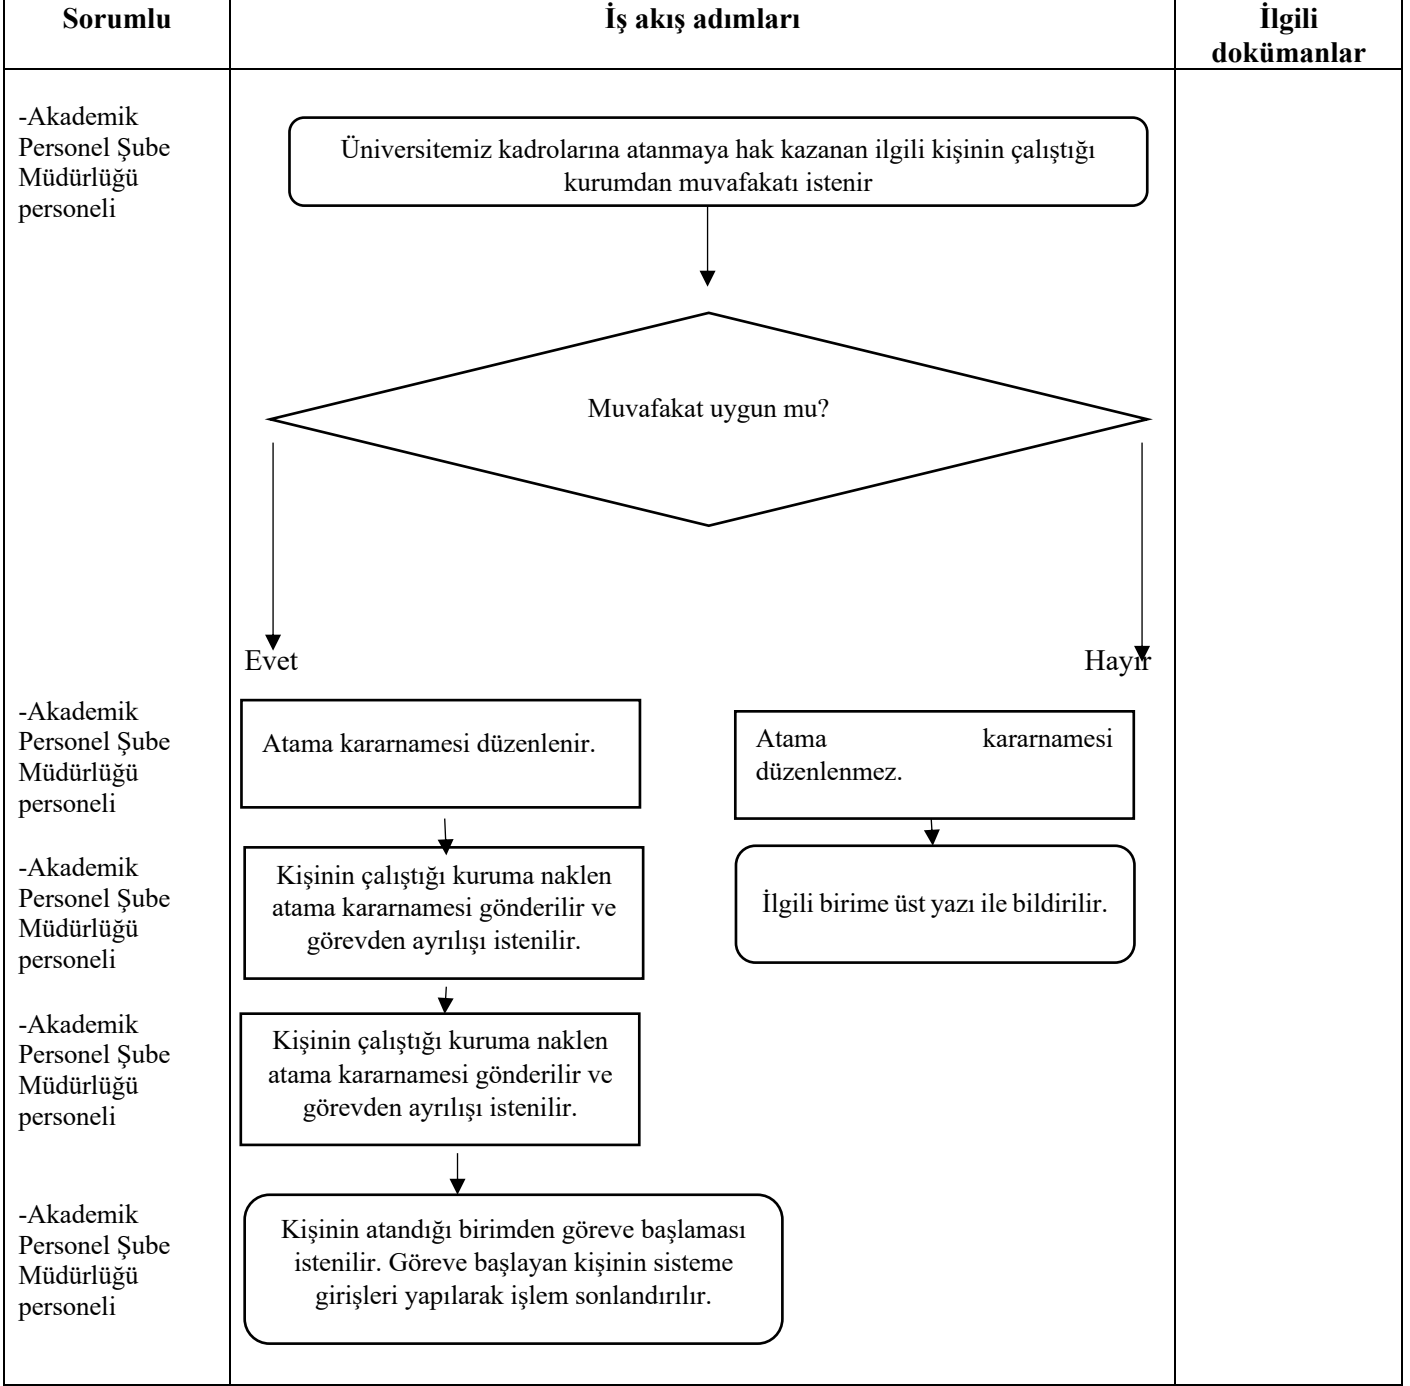 Sorumlu
İş akış adımları
İlgili
dokümanlar
-Akademik
Personel Şube
Müdürlüğü
personeli
Üniversitemiz kadrolarına atanmaya hak kazanan ilgili kişinin çalıştığı
kurumdan muvafakatı istenir
Muvafakat uygun mu?
Evet
Hayır
-Akademik
Personel Şube
Müdürlüğü
personeli
Atama kararnamesi düzenlenir.
Atama kararnamesi
düzenlenmez.
-Akademik
Personel Şube
Müdürlüğü
personeli
Kişinin çalıştığı kuruma naklen
atama kararnamesi gönderilir ve
görevden ayrılışı istenilir.
İlgili birime üst yazı ile bildirilir.
-Akademik
Personel Şube
Müdürlüğü
personeli
Kişinin çalıştığı kuruma naklen
atama kararnamesi gönderilir ve
görevden ayrılışı istenilir.
-Akademik
Personel Şube
Müdürlüğü
personeli
Kişinin atandığı birimden göreve başlaması
istenilir. Göreve başlayan kişinin sisteme
girişleri yapılarak işlem sonlandırılır.